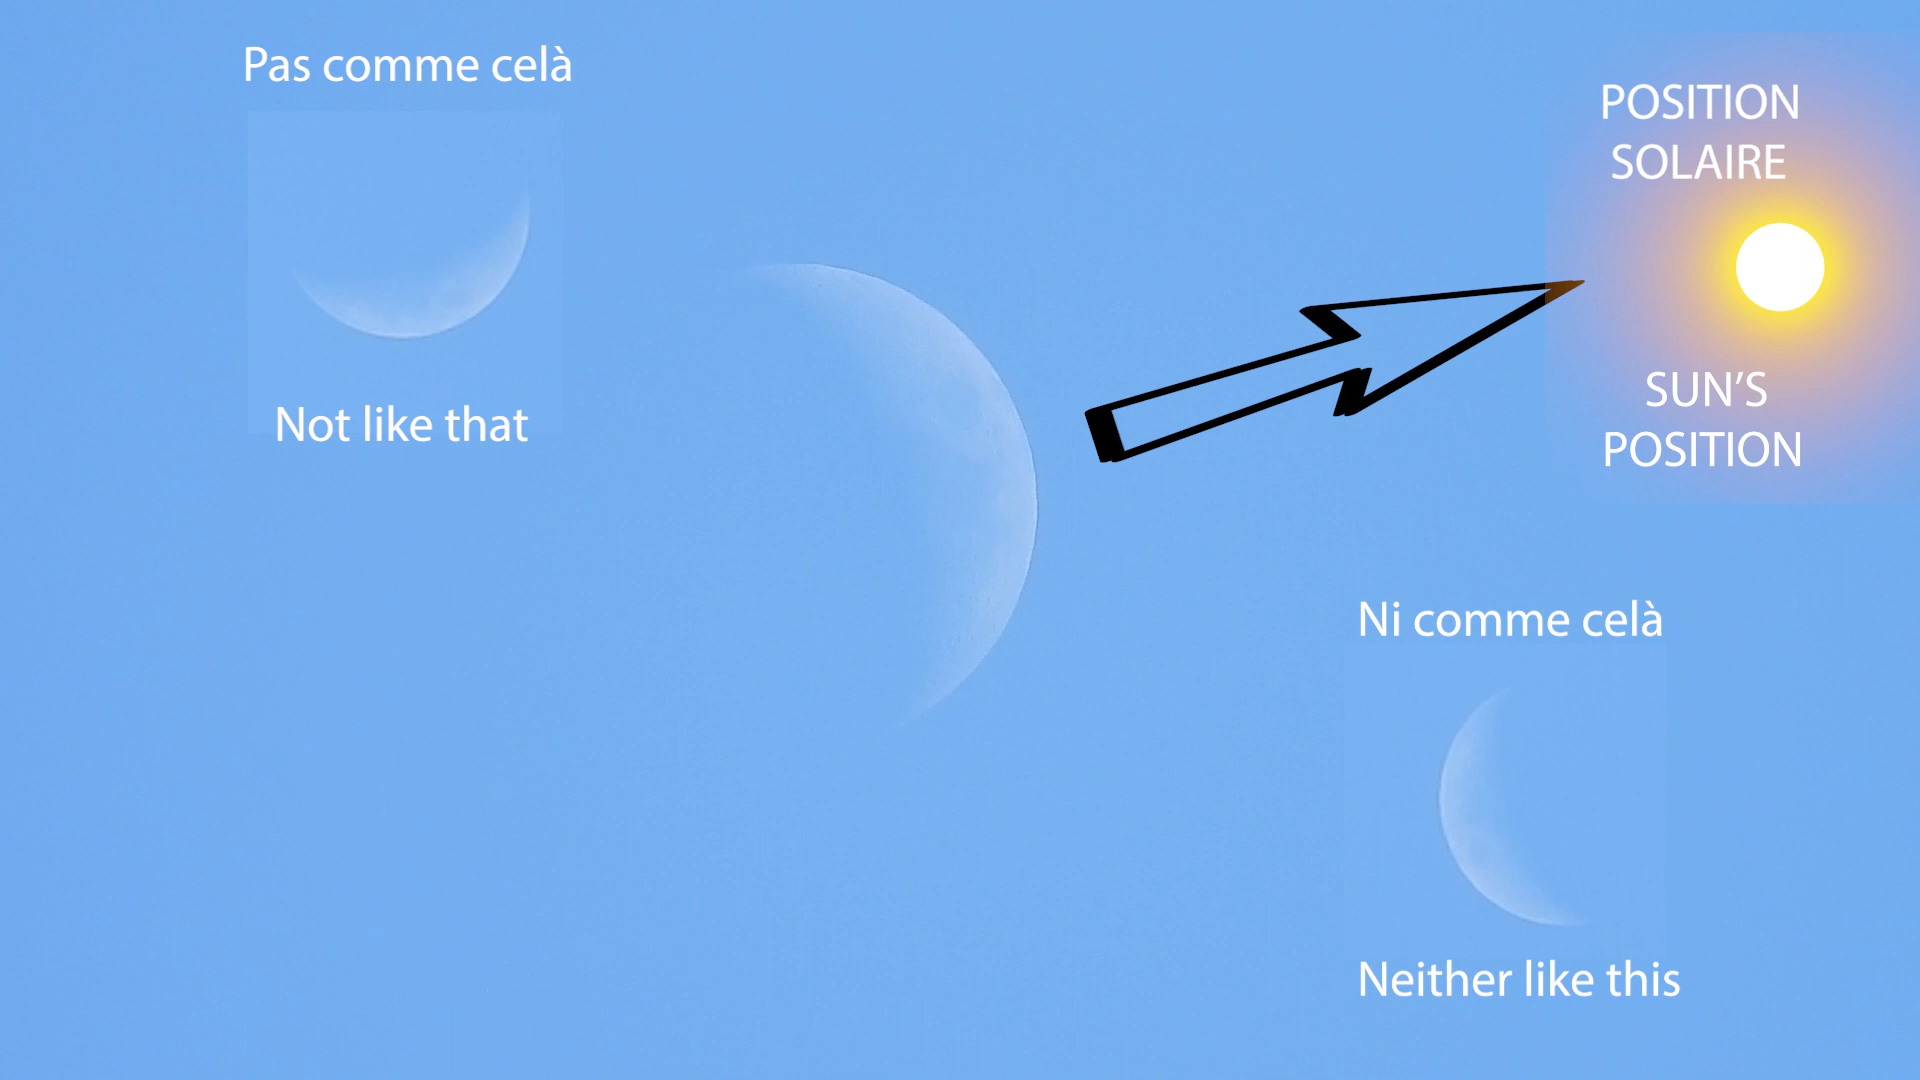 Pas comme celà
Not like that
POSITION
SOLAIRE
SUN’S
POSITION
Ni comme celà
Neither like this